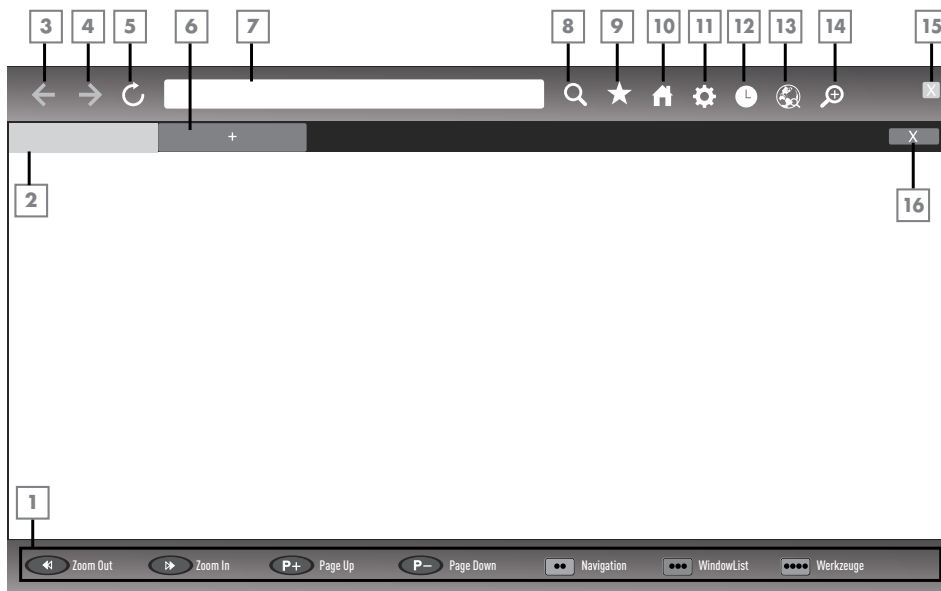 3 4 5 6 7 8 9 10 11 12 13 14 15
X
+ X
2 16
1
Zoom Out Zoom In P+ Page Up P− Page Down Navigation WindowList Werkzeuge